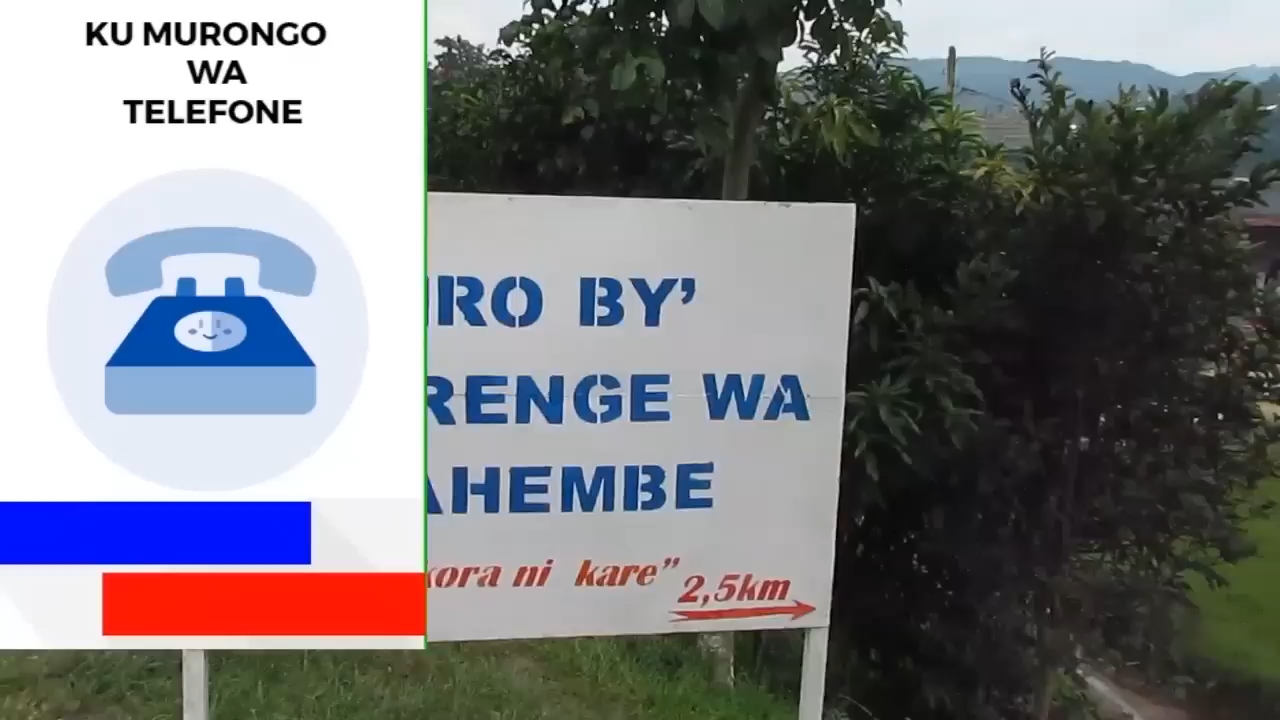 KU MURONGO
WA
TELEFONE
RO BY'
RENGE WA
AHEMBE
kora ni kare" 2,5km